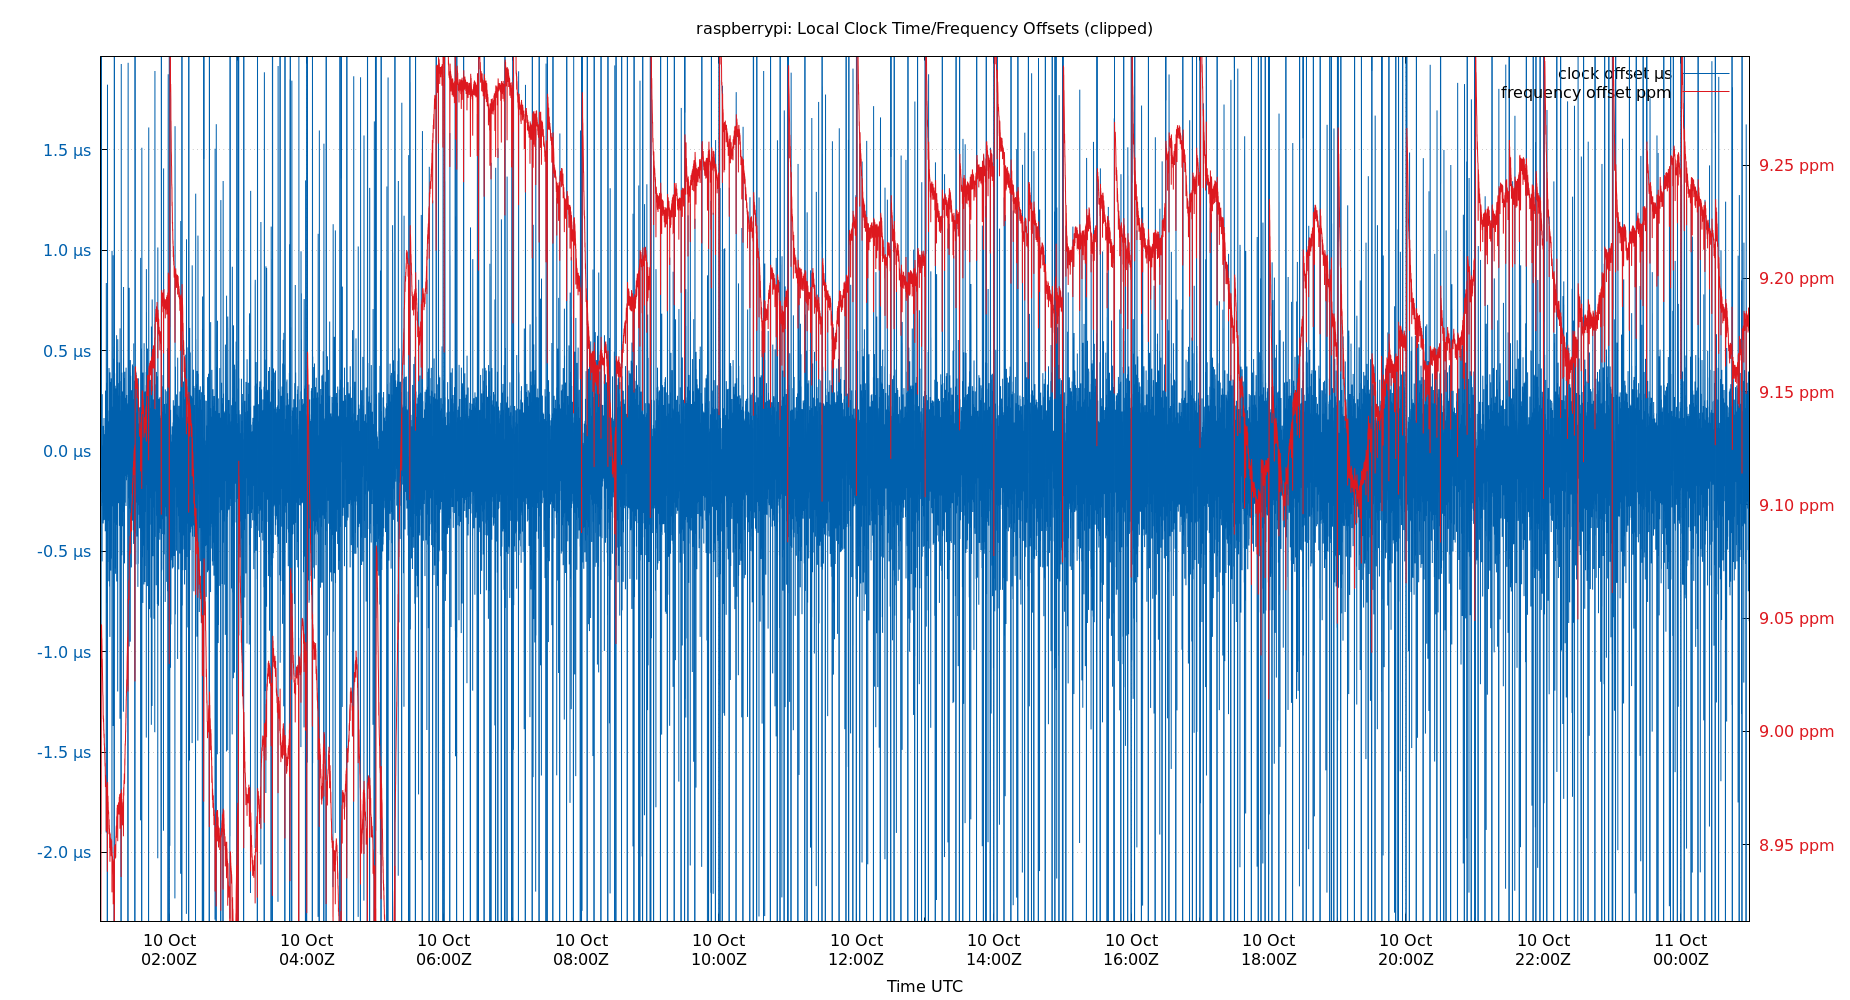 raspberrypi: Local Clock Time/Frequency Offsets (clipped)
clock offset µs
frequency offset ppm
1.5 µs
1.0 µs
0.5 µs
0.0 µs
-0.5 µs
-1.0 µs
-1.5 µs
-2.0 µs
9.25 ppm
9.20 ppm
9.15 ppm
9.10 ppm
9.05 ppm
9.00 ppm
8.95 ppm
10 Oct 10 Oct 10 Oct 10 Oct 10 Oct 10 Oct 10 Oct 10 Oct 10 Oct 10 Oct 10 Oct 11 Oct
02:00Z 04:00Z 06:00Z 08:00Z 10:00Z 12:00Z 14:00Z 16:00Z 18:00Z 20:00Z 22:00Z 00:00Z
Time UTC